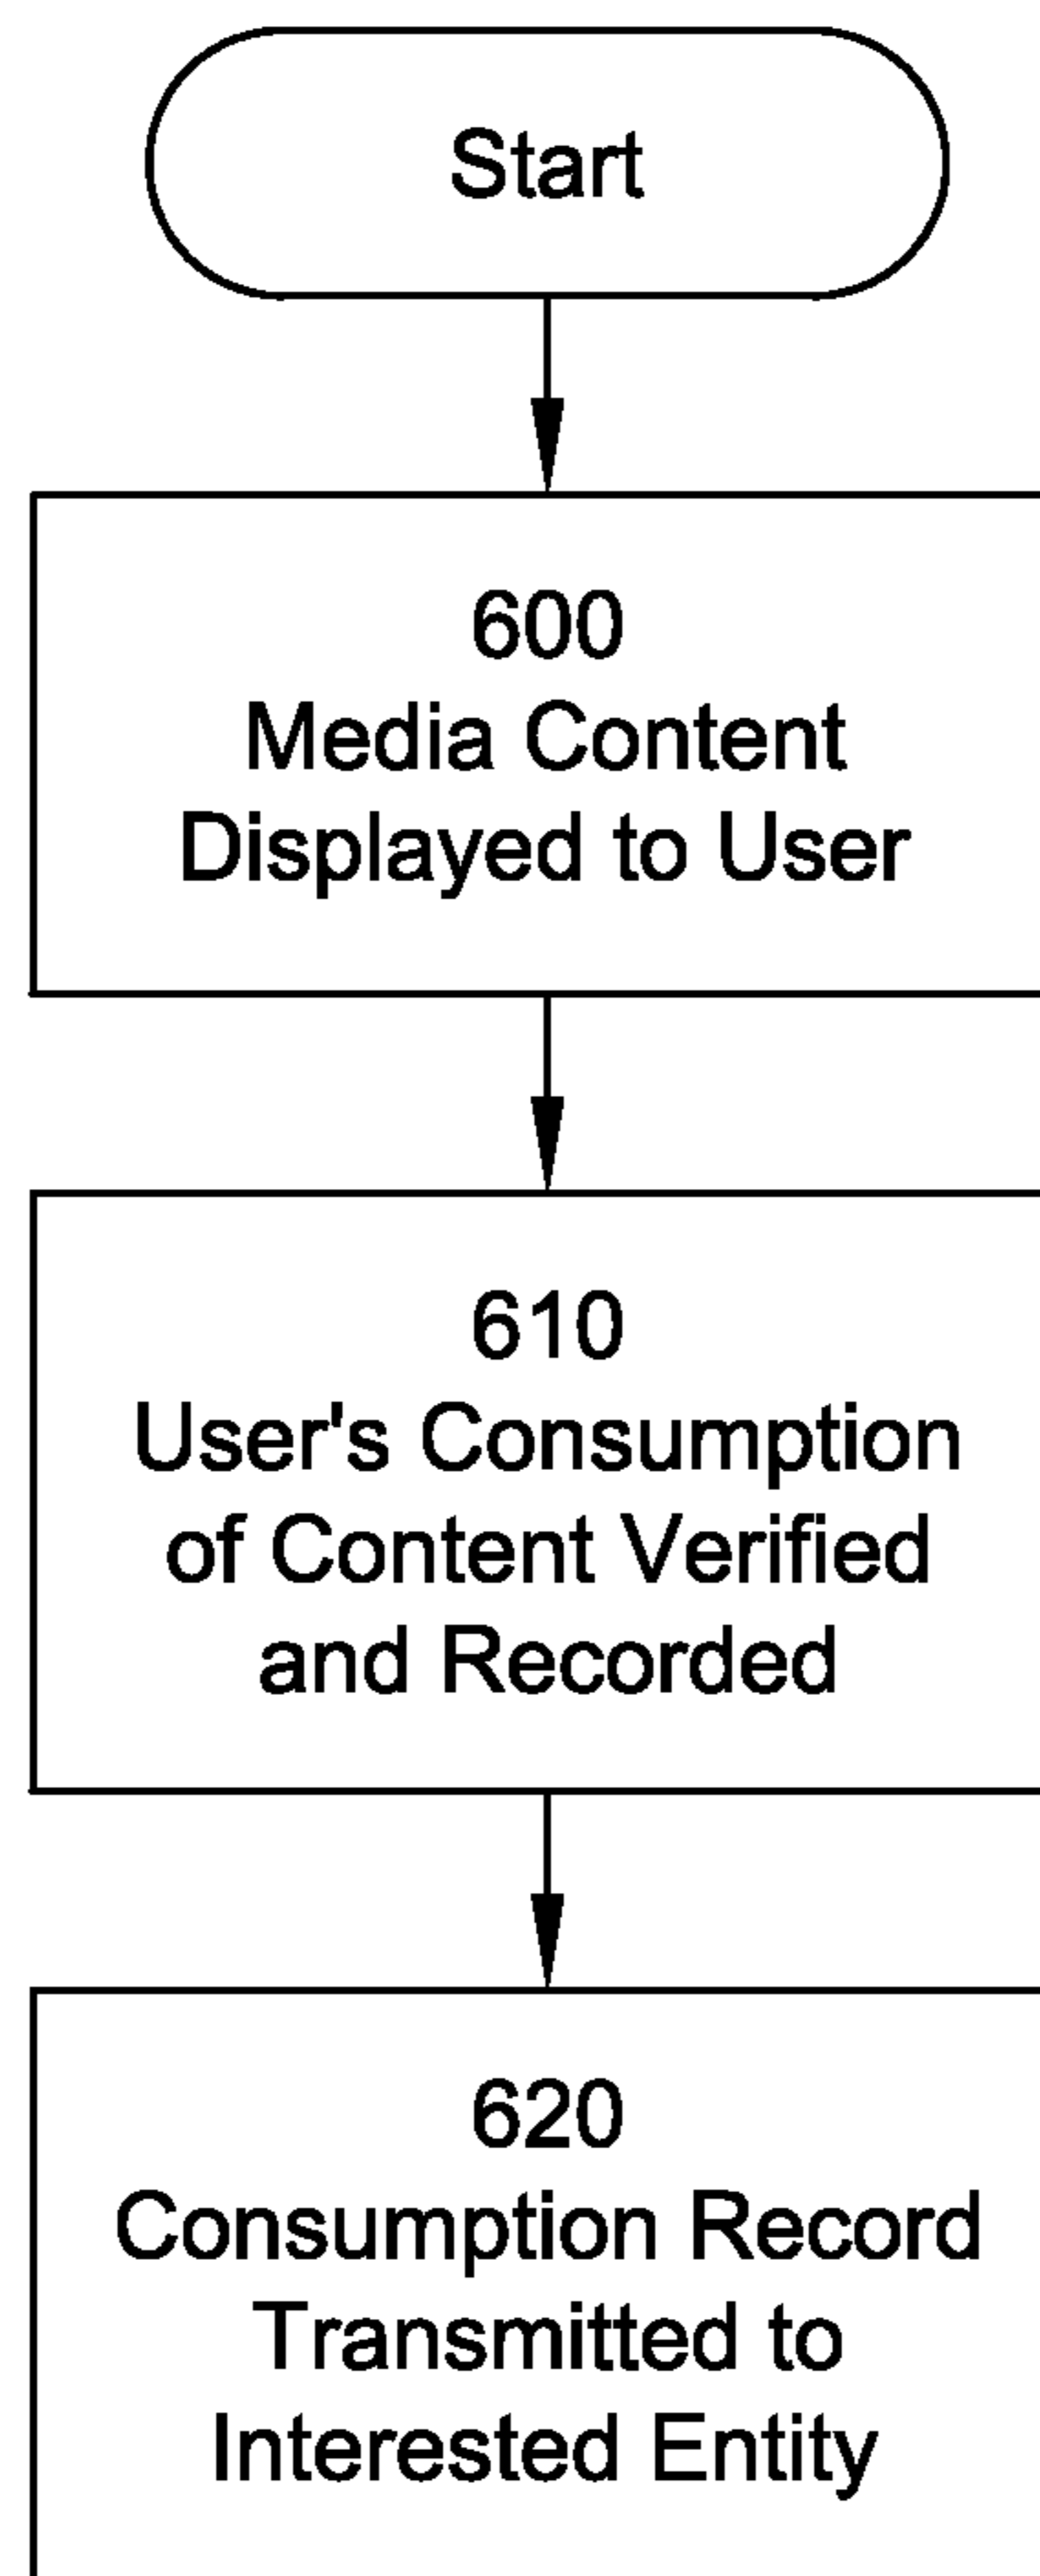 Start
600
Media Content
Displayed to User
610
User's Consumption
of Content Verified
and Recorded
620
Consumption Record
Transmitted to
Interested Entity